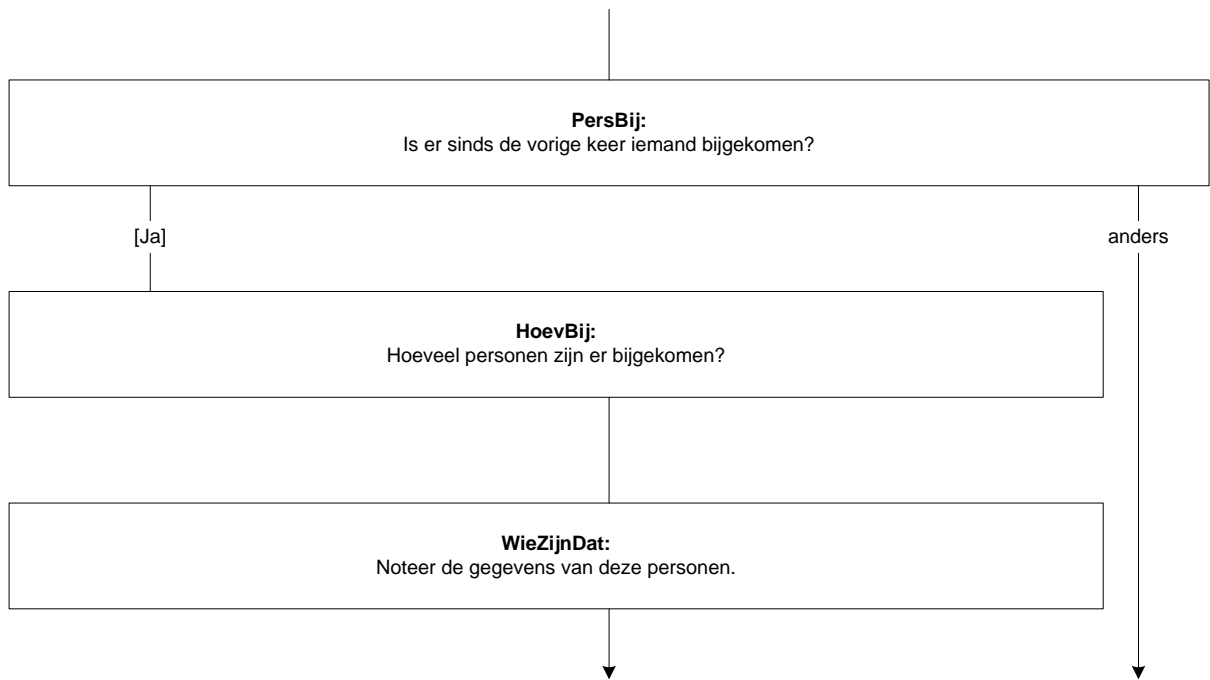 PersBij:
Is er sinds de vorige keer iemand bijgekomen?
[Ja]
anders
HoevBij:
Hoeveel personen zijn er bijgekomen?
WieZijnDat:
Noteer de gegevens van deze personen.